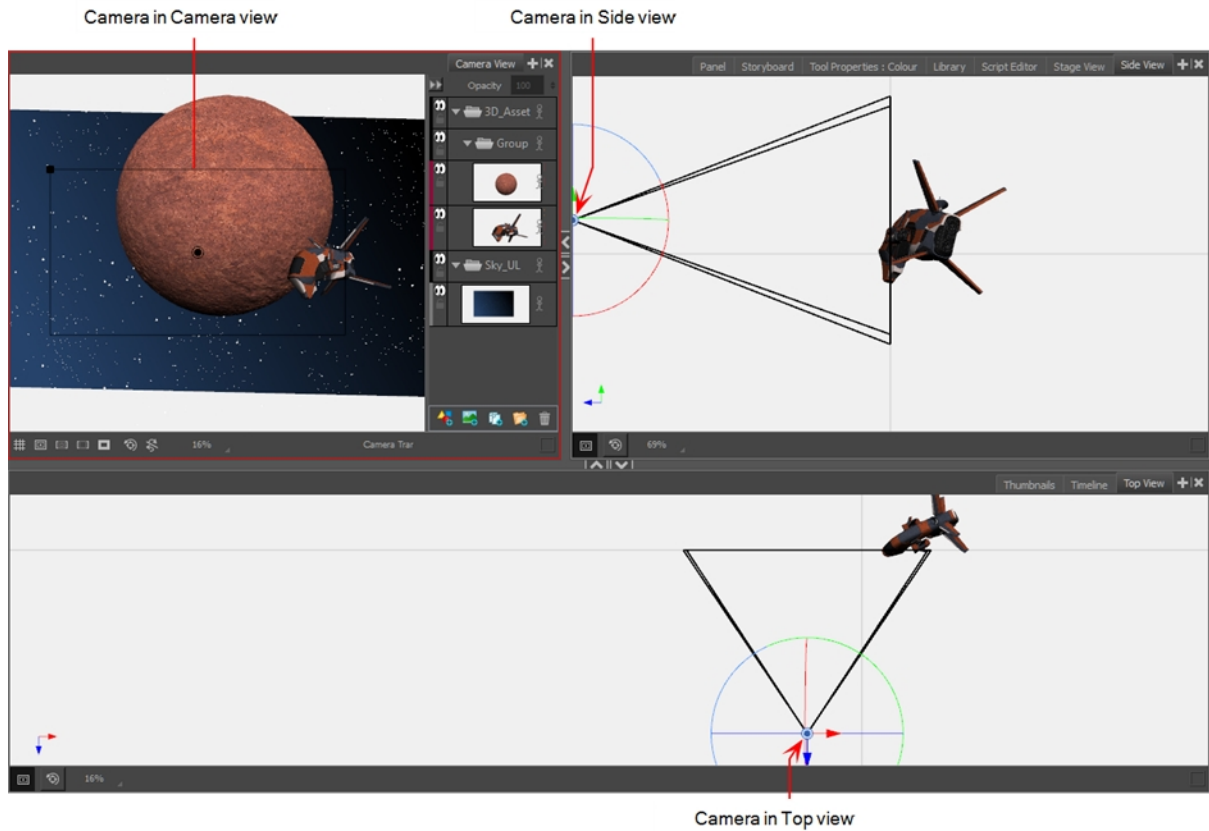 Camera in Camera view
Camera in Side view
Camera View
Panel
Storyboard
Tool Properties : Colour
Library
Script Editor
Stage View
Side View
Opacity
100
3D_Asset
Group
Sky_UL
16%
Camera Trar
69%
Thumbnails
Timeline
Top View
16%
Camera in Top view